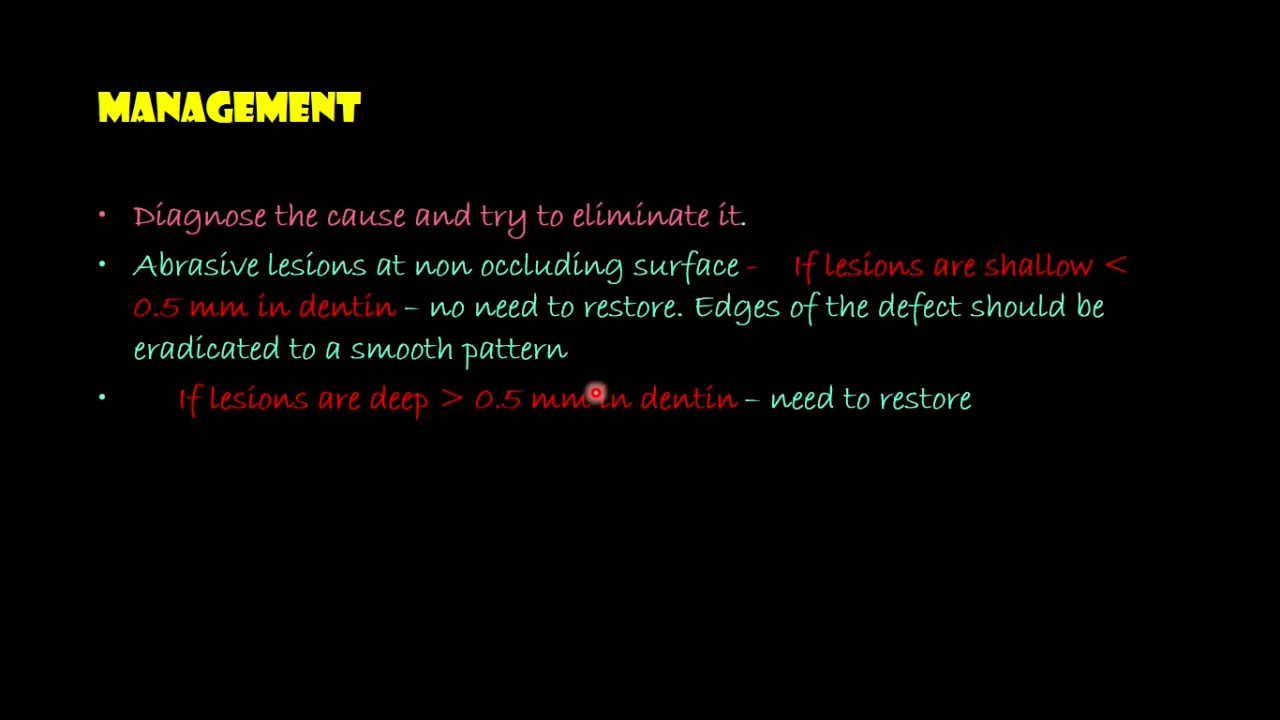 MANAGEMENT
• Diagnose the cause and try to eliminate it.
• Abrasive lesions at non occluding surface - If lesions are shallow <
0.5 mm in dentin – no need to restore. Edges of the defect should be
eradicated to a smooth pattern
• If lesions are deep > 0.5 mm in dentin – need to restore